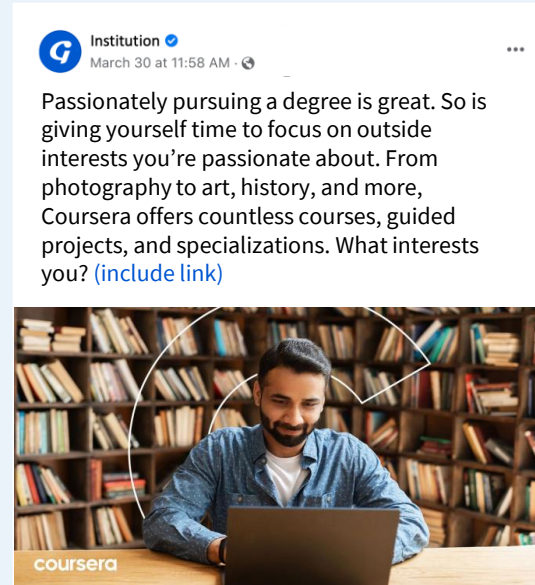 Institution
March 30 at 11:58 AM ·
Passionately pursuing a degree is great. So is
giving yourself time to focus on outside
interests you’re passionate about. From
photography to art, history, and more,
Coursera offers countless courses, guided
projects, and specializations. What interests
you? (include link)
coursera